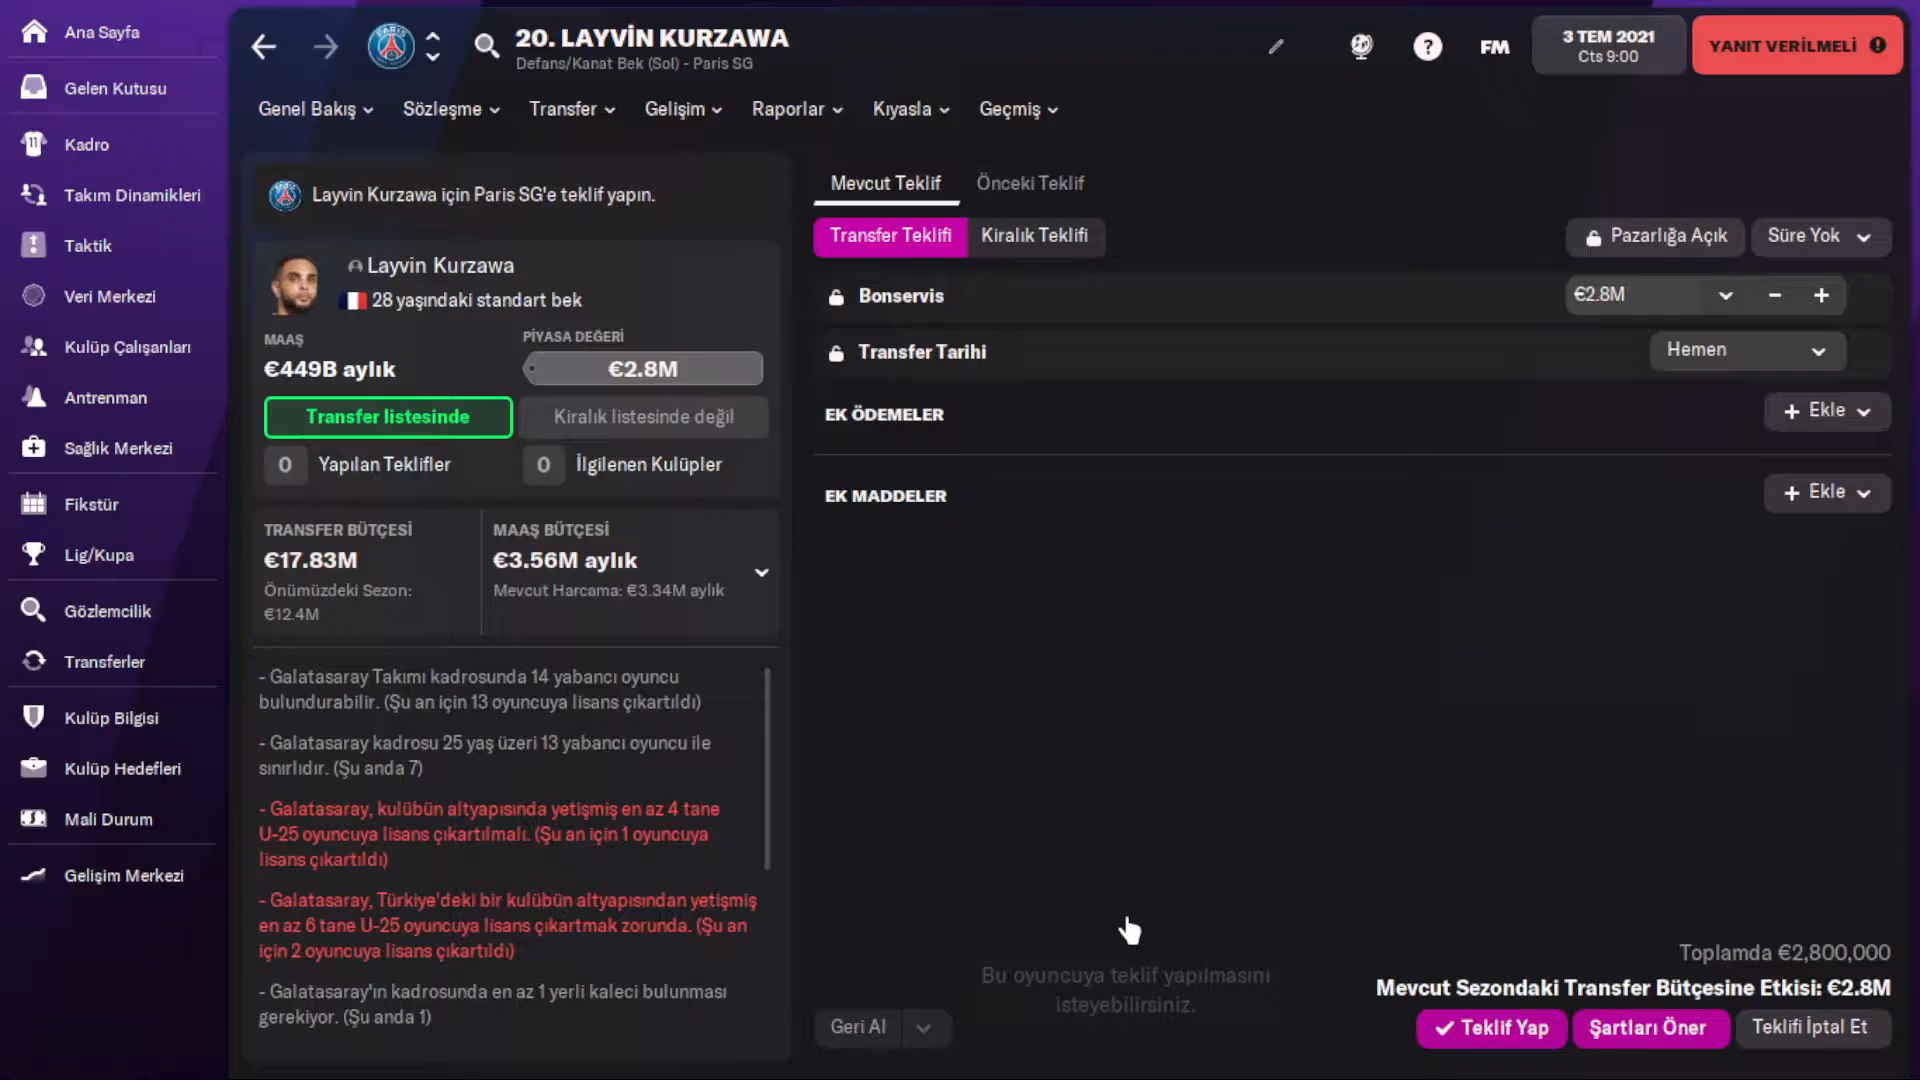 Ana Sayfa
Gelen Kutusu
Kadro
Takım Dinamikleri
Taktik
Veri Merkezi
Kulüp Çalışanları
Antrenman
Sağlık Merkezi
Fikstür
Lig/Kupa
Gözlemcilik
Transferler
Kulüp Bilgisi
Kulüp Hedefleri
Mali Durum
Gelişim Merkezi
20. LAYVİN KURZAWA
Defans/Kanat Bek (Sol) - Paris SG
FM
3 TEM 2021
Cts 9:00
YANIT VERİLMELİ
Genel Bakış
Sözleşme
Transfer
Gelişim
Raporlar
Kıyasla
Geçmiş
Layvin Kurzawa için Paris SG'e teklif yapın.
Layvin Kurzawa
28 yaşındaki standart bek
MAAŞ
€449B aylık
PİYASA DEĞERİ
€2.8M
Transfer listesinde
Kiralık listesinde değil
0 Yapılan Teklifler
0 İlgilenen Kulüpler
TRANSFER BÜTÇESİ
€17.83M
Önümüzdeki Sezon:
€12.4M
MAAŞ BÜTÇESİ
€3.56M aylık
Mevcut Harcama: €3.34M aylık
- Galatasaray Takımı kadrosunda 14 yabancı oyuncu
bulundurabilir. (Şu an için 13 oyuncuya lisans çıkartıldı)
- Galatasaray kadrosu 25 yaş üzeri 13 yabancı oyuncu ile
sınırlıdır. (Şu anda 7)
- Galatasaray, kulübün altyapısında yetişmiş en az 4 tane
U-25 oyuncuya lisans çıkartılmalı. (Şu an için 1 oyuncuya
lisans çıkartıldı)
- Galatasaray, Türkiye'deki bir kulübün altyapısından yetişmiş
en az 6 tane U-25 oyuncuya lisans çıkartmak zorunda. (Şu an
için 2 oyuncuya lisans çıkartıldı)
- Galatasaray'ın kadrosunda en az 1 yerli kaleci bulunması
gerekiyor. (Şu anda 1)
Mevcut Teklif
Önceki Teklif
Transfer Teklifi
Kiralık Teklifi
Pazarlığa Açık
Süre Yok
Bonservis
€2.8M
Transfer Tarihi
Hemen
EK ÖDEMELER
+ Ekle
EK MADDELER
+ Ekle
Bu oyuncuya teklif yapılmasını
isteyebilirsiniz.
Toplamda €2,800,000
Mevcut Sezondaki Transfer Bütçesine Etkisi: €2.8M
Geri Al
Teklif Yap
Şartları Öner
Teklifi İptal Et